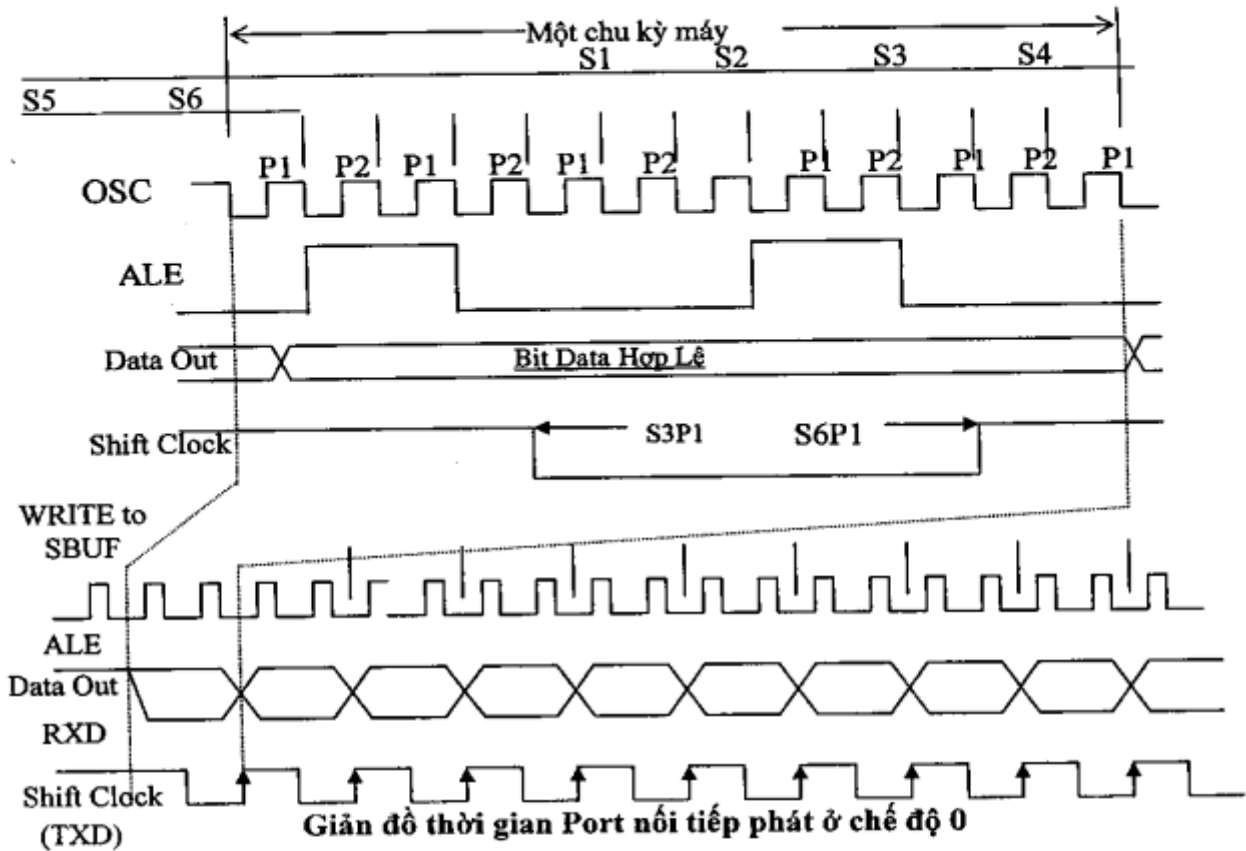 Một chu kỳ máy
S1 S2 S3 S4
S5 S6
P1 P2 P1 P2 P1 P2 P1 P2 P1 P2 P1
OSC
ALE
Data Out
Bit Data Hợp Lệ
Shift Clock
S3P1 S6P1
WRITE to
SBUF
ALE
Data Out
RXD
Shift Clock
(TXD)
Giản đồ thời gian Port nối tiếp phát ở chế độ 0